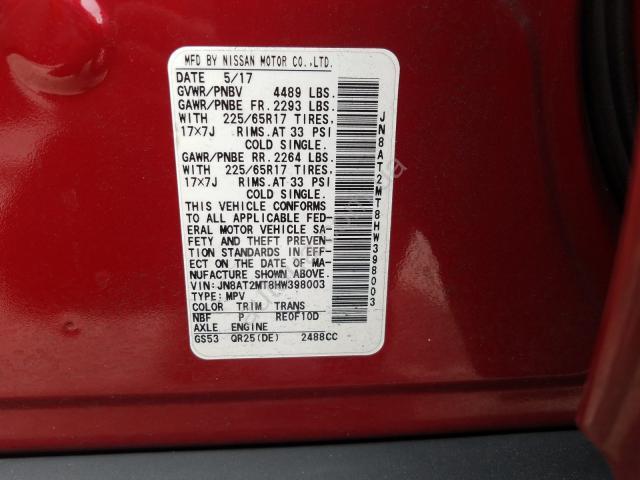 MFD BY NISSAN MOTOR CO.,LTD.
DATE 5/17
GVWR/PNBV 4489 LBS.
GAWR/PNBE FR. 2293 LBS.
WITH 225/65R17 TIRES,
17×7J RIMS.AT 33 PSI
COLD SINGLE.
GAWR/PNBE RR. 2264 LBS.
WITH 225/65R17 TIRES,
17×7J RIMS.AT 33 PSI
COLD SINGLE.
THIS VEHICLE CONFORMS
TO ALL APPLICABLE FED-
ERAL MOTOR VEHICLE SA-
FETY AND THEFT PREVEN-
TION STANDARDS IN EFF-
ECT ON THE DATE OF MA-
NUFACTURE SHOWN ABOVE.
VIN:JN8AT2MT8HW398003
TYPE:MPV
COLOR TRIM TRANS
NBF P RE0F10D
AXLE ENGINE
GS53 QR25(DE) 2488CC
JN8AT2MT8HW398003